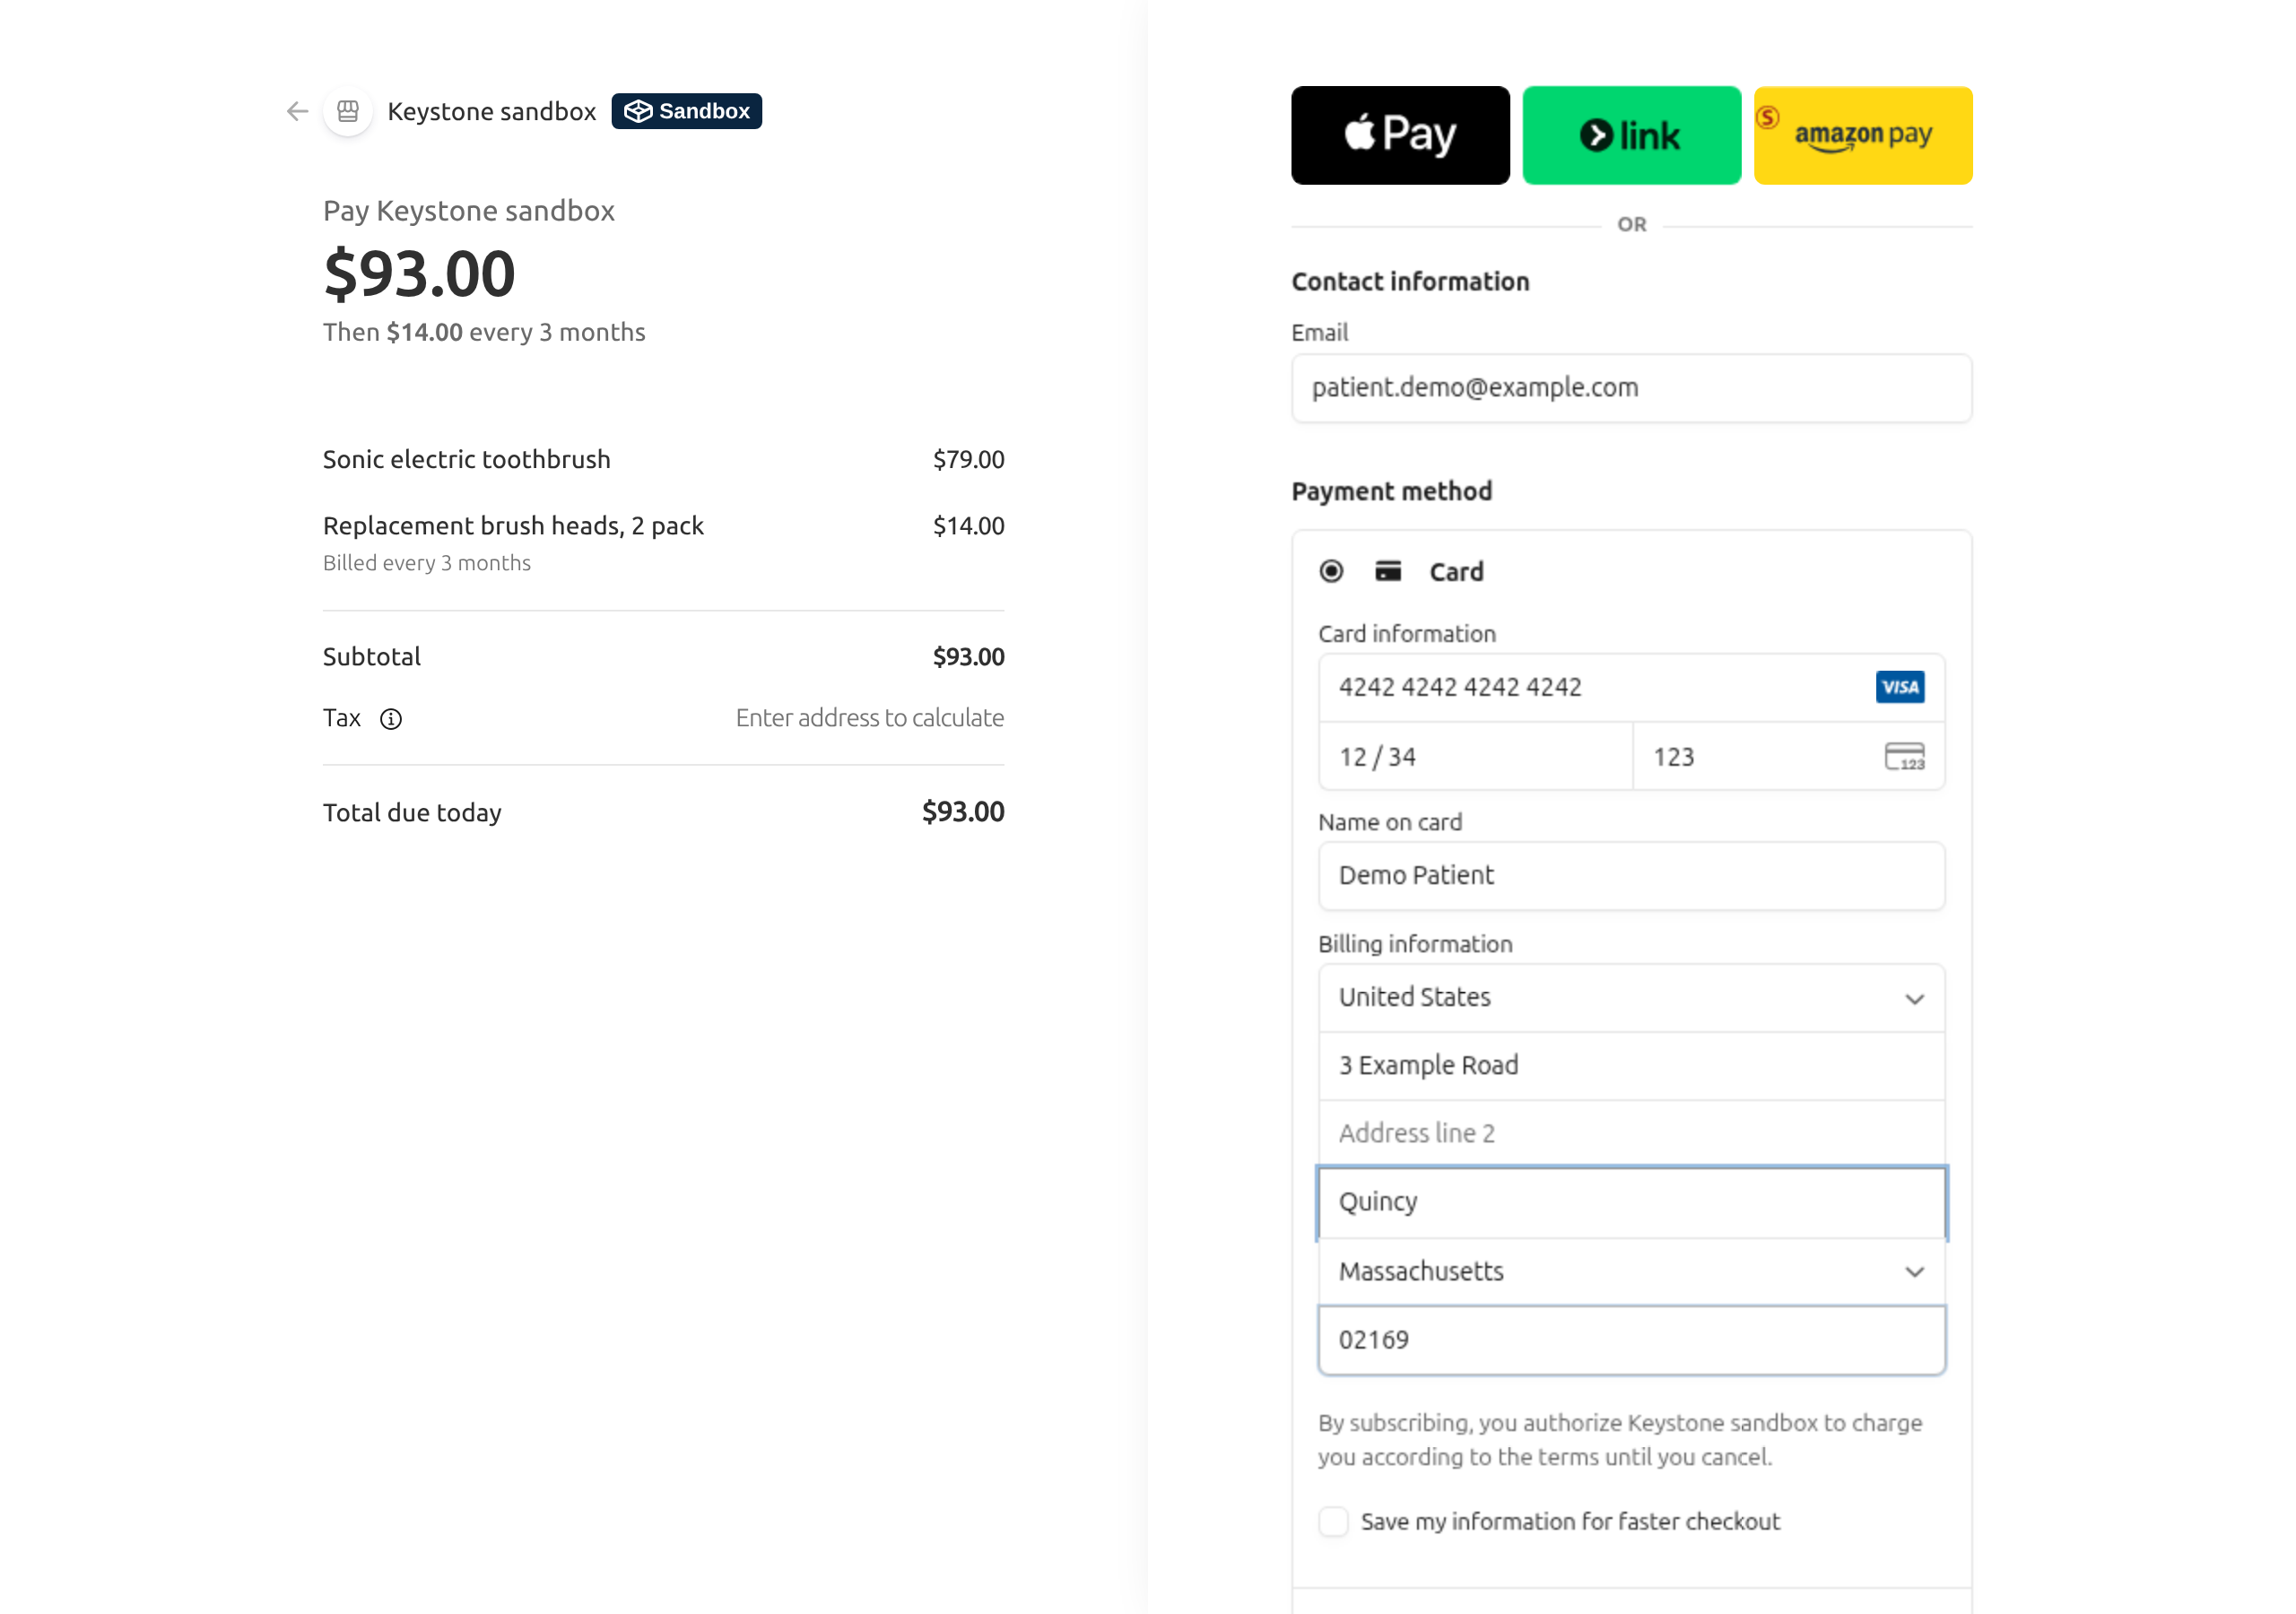 Keystone sandbox Sandbox
Pay Keystone sandbox
$93.00
Then $14.00 every 3 months
Sonic electric toothbrush $79.00
Replacement brush heads, 2 pack $14.00
Billed every 3 months
Subtotal $93.00
Tax Enter address to calculate
Total due today $93.00
Pay link S amazon pay
OR
Contact information
Email
patient.demo@example.com
Payment method
Card
Card information
4242 4242 4242 4242 VISA
12 / 34 123 123
Name on card
Demo Patient
Billing information
United States
3 Example Road
Address line 2
Quincy
Massachusetts
02169
By subscribing, you authorize Keystone sandbox to charge
you according to the terms until you cancel.
Save my information for faster checkout